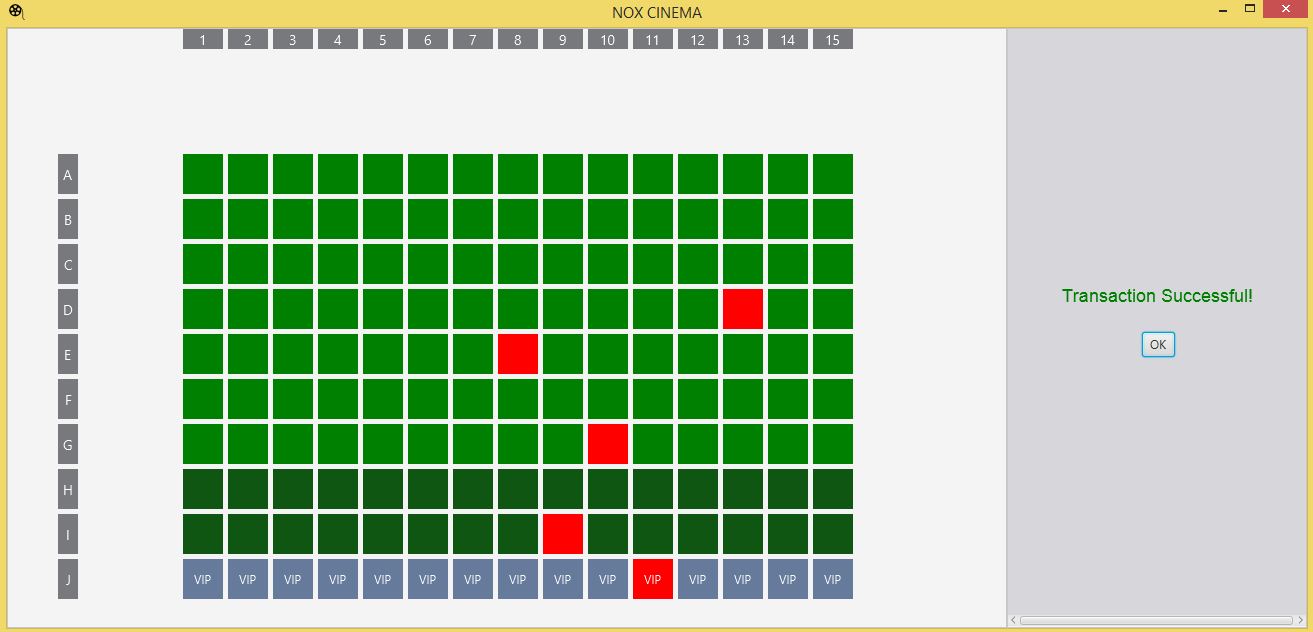 NOX CINEMA
1 2 3 4 5 6 7 8 9 10 11 12 13 14 15
A
B
C
D
Transaction Successful!
E
OK
F
G
H
I
J VIP VIP VIP VIP VIP VIP VIP VIP VIP VIP VIP VIP VIP VIP VIP